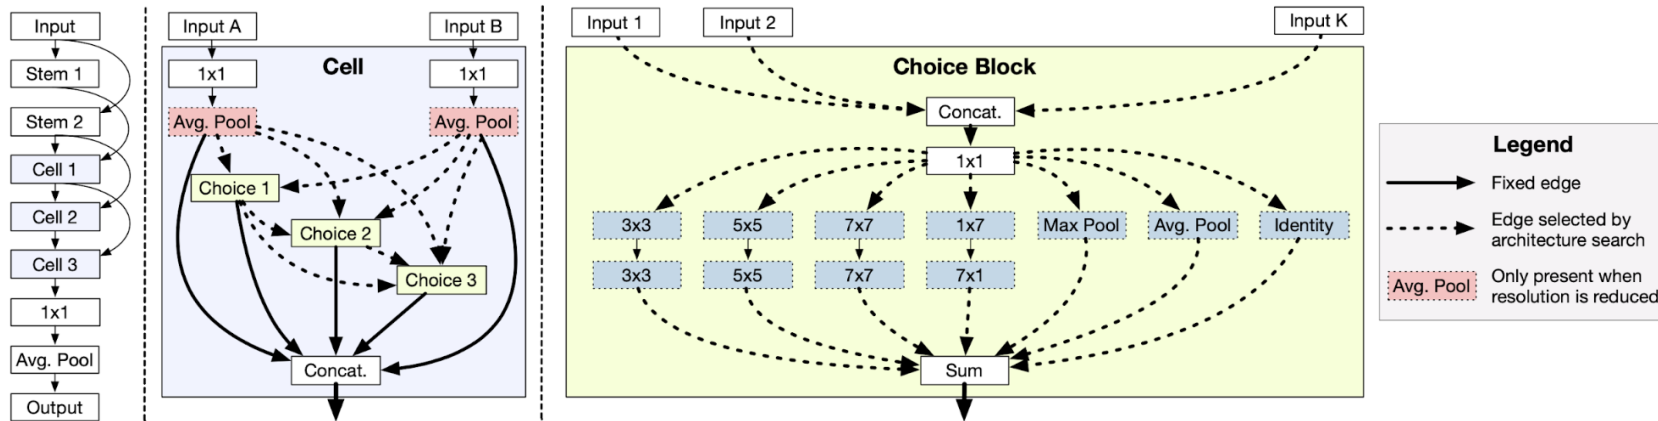 Input
Stem 1
Stem 2
Cell 1
Cell 2
Cell 3
1x1
Avg. Pool
Output
Input A
Input B
Cell
1x1
1x1
Avg. Pool
Avg. Pool
Choice 1
Choice 2
Choice 3
Concat.
Input 1
Input 2
Input K
Choice Block
Concat.
1x1
3x3
5x5
7x7
1x7
Max Pool
Avg. Pool
Identity
3x3
5x5
7x7
7x1
Sum
Legend
Fixed edge
Edge selected by
architecture search
Avg. Pool
Only present when
resolution is reduced